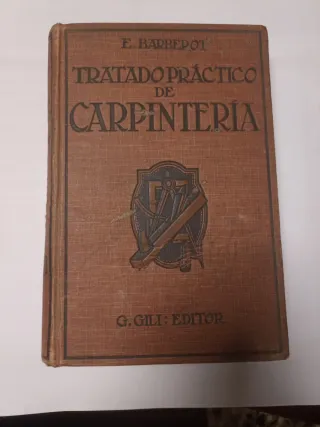 E. BARBEROT
TRATADO PRÁCTICO
DE
CARPINTERÍA
G. GILI: EDITOR